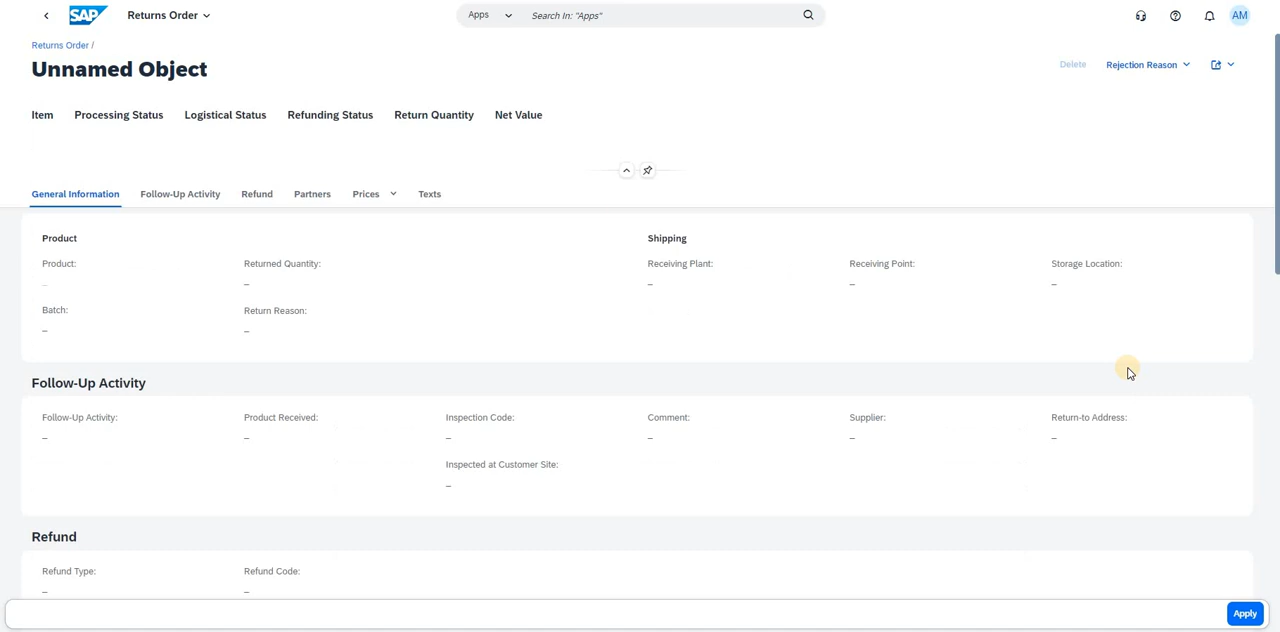 SAP Returns Order Apps Search In: "Apps" AM
Returns Order /
Unnamed Object Delete Rejection Reason
Item Processing Status Logistical Status Refunding Status Return Quantity Net Value
General Information Follow-Up Activity Refund Partners Prices Texts
Product Shipping
Product: Returned Quantity: Receiving Plant: Receiving Point: Storage Location:
– – – – –
Batch: Return Reason:
– –
Follow-Up Activity
Follow-Up Activity: Product Received: Inspection Code: Comment: Supplier: Return-to Address:
– – – – – –
Inspected at Customer Site:
–
Refund
Refund Type: Refund Code:
– –
Apply